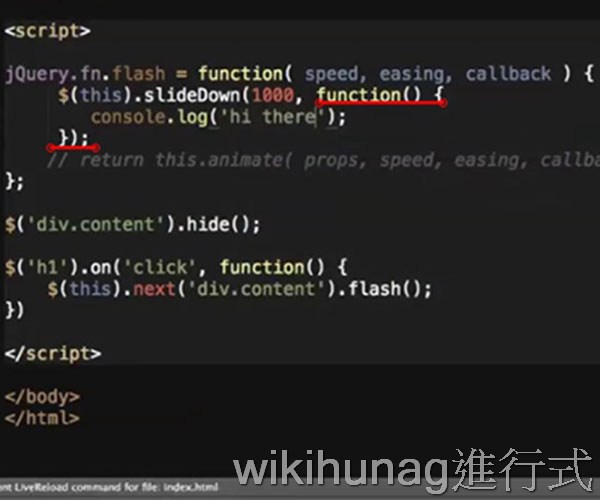 <script>
jQuery.fn.flash = function( speed, easing, callback ) {
$(this).slideDown(1000, function() {
console.log('hi there');
});
// return this.animate( props, speed, easing, callba
};
$('div.content').hide();
$('h1').on('click', function() {
$(this).next('div.content').flash();
})
</script>
</body>
</html>
nt LiveReload command for file: index.html
wikihunag進行式